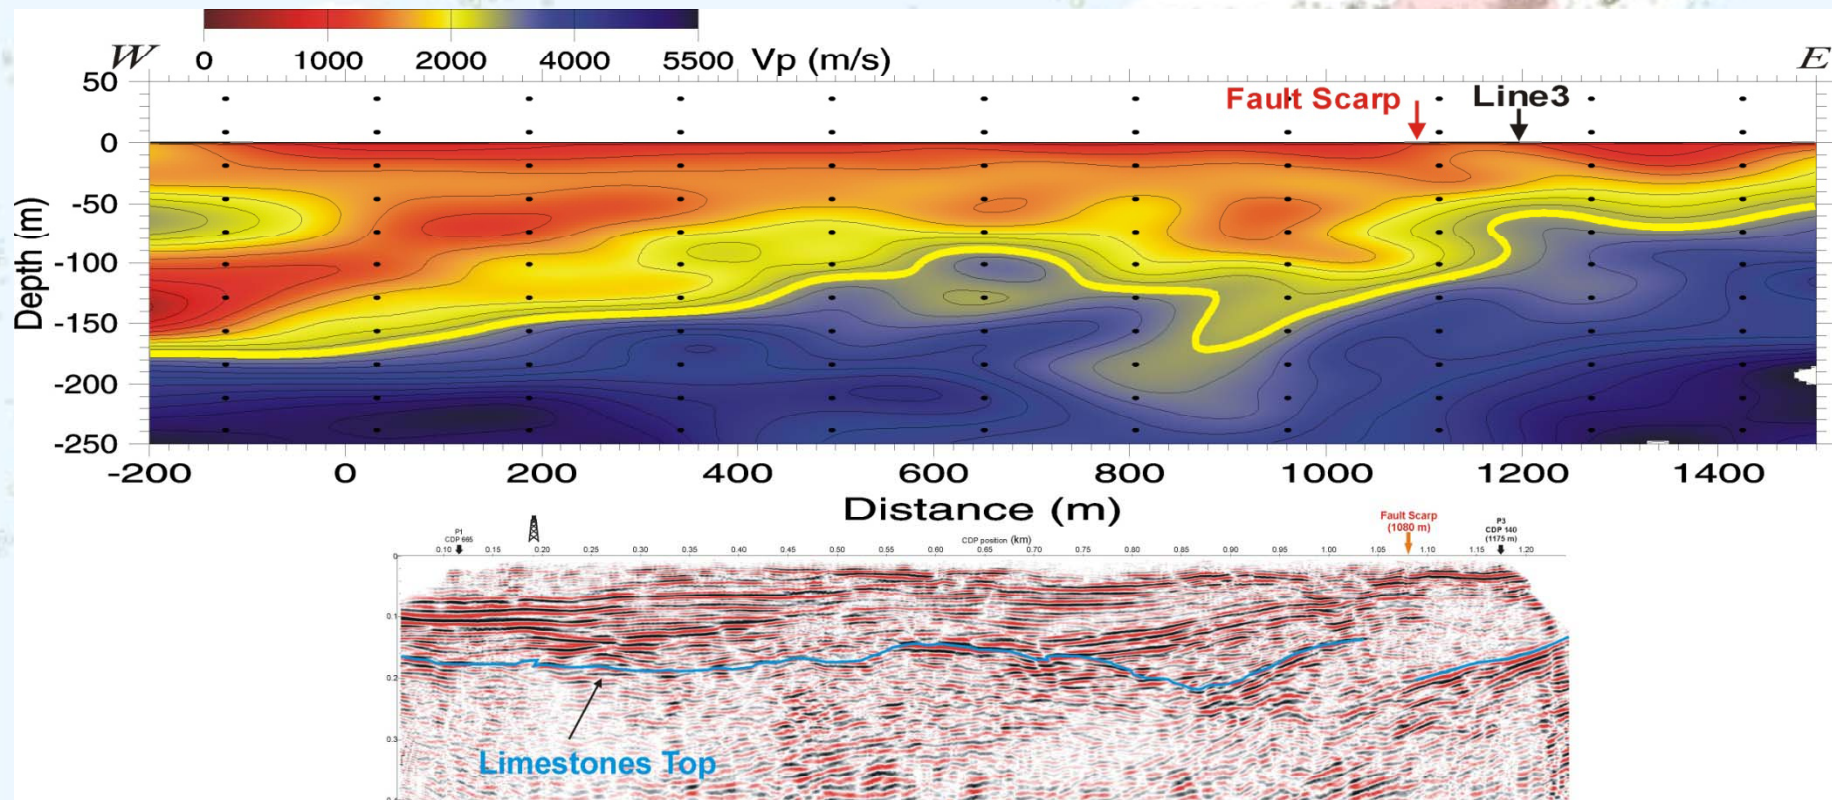 W 0 1000 2000 4000 5500 Vp (m/s) E
50
Fault Scarp Line3
0
-50
-100
-150
-200
-250
Depth (m)
-200 0 200 400 600 800 1000 1200 1400
Distance (m)
P1
CDP 665
Fault Scarp
(1080 m)
P3
CDP 140
(1175 m)
CDP position (km)
0.10 0.15 0.20 0.25 0.30 0.35 0.40 0.45 0.50 0.55 0.60 0.65 0.70 0.75 0.80 0.85 0.90 0.95 1.00 1.05 1.10 1.15 1.20
0
0.1
0.2
0.3
Limestones Top